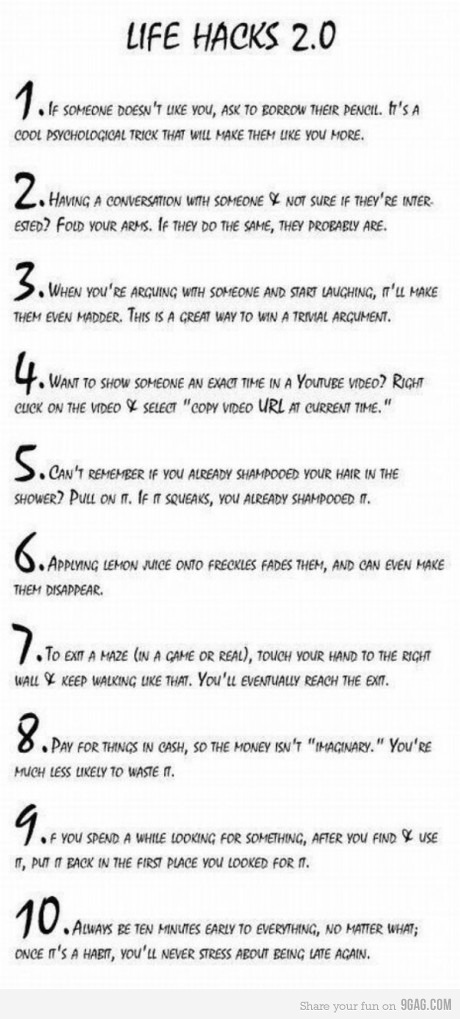 LIFE HACKS 2.0
1. IF SOMEONE DOESN'T LIKE YOU, ASK TO BORROW THEIR PENCIL. IT'S A
COOL PSYCHOLOGICAL TRICK THAT WILL MAKE THEM LIKE YOU MORE.
2. HAVING A CONVERSATION WITH SOMEONE & NOT SURE IF THEY'RE INTER-
ESTED? FOLD YOUR ARMS. IF THEY DO THE SAME, THEY PROBABLY ARE.
3. WHEN YOU'RE ARGUING WITH SOMEONE AND START LAUGHING, IT'LL MAKE
THEM EVEN MADDER. THIS IS A GREAT WAY TO WIN A TRIVIAL ARGUMENT.
4. WANT TO SHOW SOMEONE AN EXACT TIME IN A YOUTUBE VIDEO? RIGHT
CLICK ON THE VIDEO & SELECT "COPY VIDEO URL AT CURRENT TIME."
5. CAN'T REMEMBER IF YOU ALREADY SHAMPOOED YOUR HAIR IN THE
SHOWER? PULL ON IT. IF IT SQUEAKS, YOU ALREADY SHAMPOOED IT.
6. APPLYING LEMON JUICE ONTO FRECKLES FADES THEM, AND CAN EVEN MAKE
THEM DISAPPEAR.
7. TO EXIT A MAZE (IN A GAME OR REAL), TOUCH YOUR HAND TO THE RIGHT
WALL & KEEP WALKING LIKE THAT. YOU'LL EVENTUALLY REACH THE EXIT.
8. PAY FOR THINGS IN CASH, SO THE MONEY ISN'T "IMAGINARY." YOU'RE
MUCH LESS LIKELY TO WASTE IT.
9. F YOU SPEND A WHILE LOOKING FOR SOMETHING, AFTER YOU FIND & USE
IT, PUT IT BACK IN THE FIRST PLACE YOU LOOKED FOR IT.
10. ALWAYS BE TEN MINUTES EARLY TO EVERYTHING, NO MATTER WHAT;
ONCE IT'S A HABIT, YOU'LL NEVER STRESS ABOUT BEING LATE AGAIN.
Share your fun on 9GAG.COM